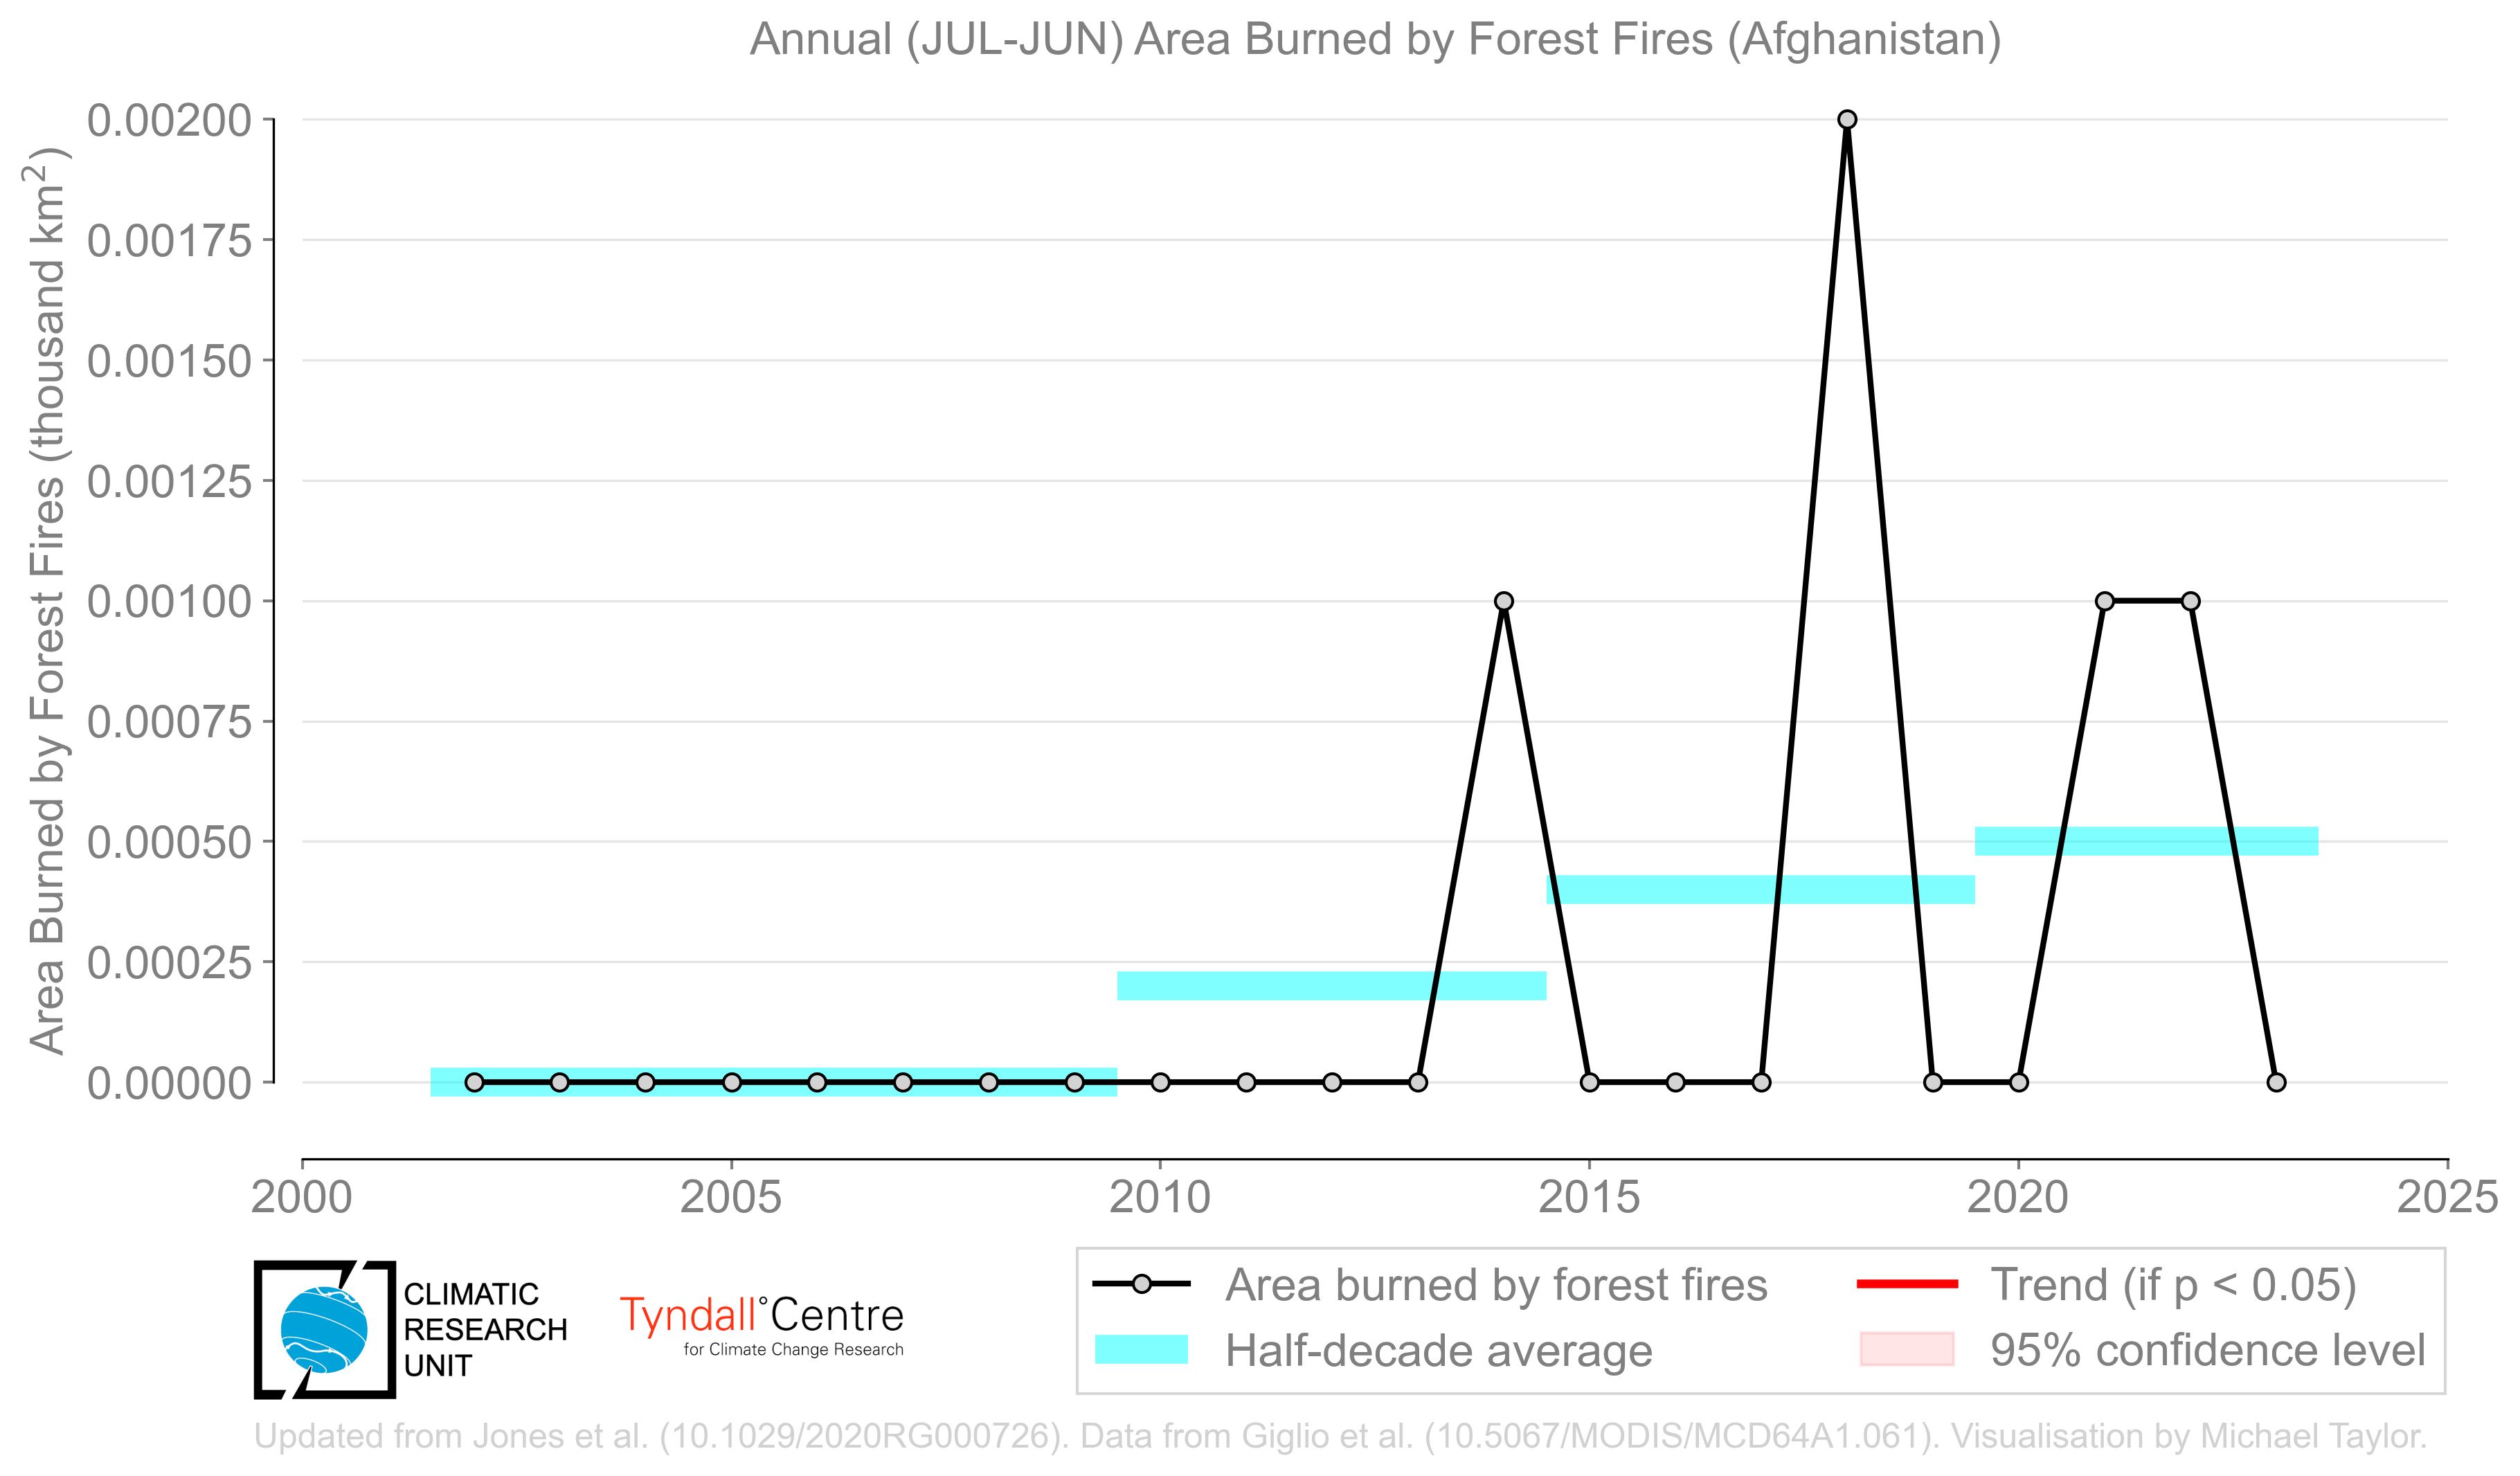 Annual (JUL-JUN) Area Burned by Forest Fires (Afghanistan)
Area Burned by Forest Fires (thousand km²)
0.00200
0.00175
0.00150
0.00125
0.00100
0.00075
0.00050
0.00025
0.00000
2000 2005 2010 2015 2020 2025
CLIMATIC
RESEARCH
UNIT
Tyndall°Centre
for Climate Change Research
Area burned by forest fires
Half-decade average
Trend (if p < 0.05)
95% confidence level
Updated from Jones et al. (10.1029/2020RG000726). Data from Giglio et al. (10.5067/MODIS/MCD64A1.061). Visualisation by Michael Taylor.